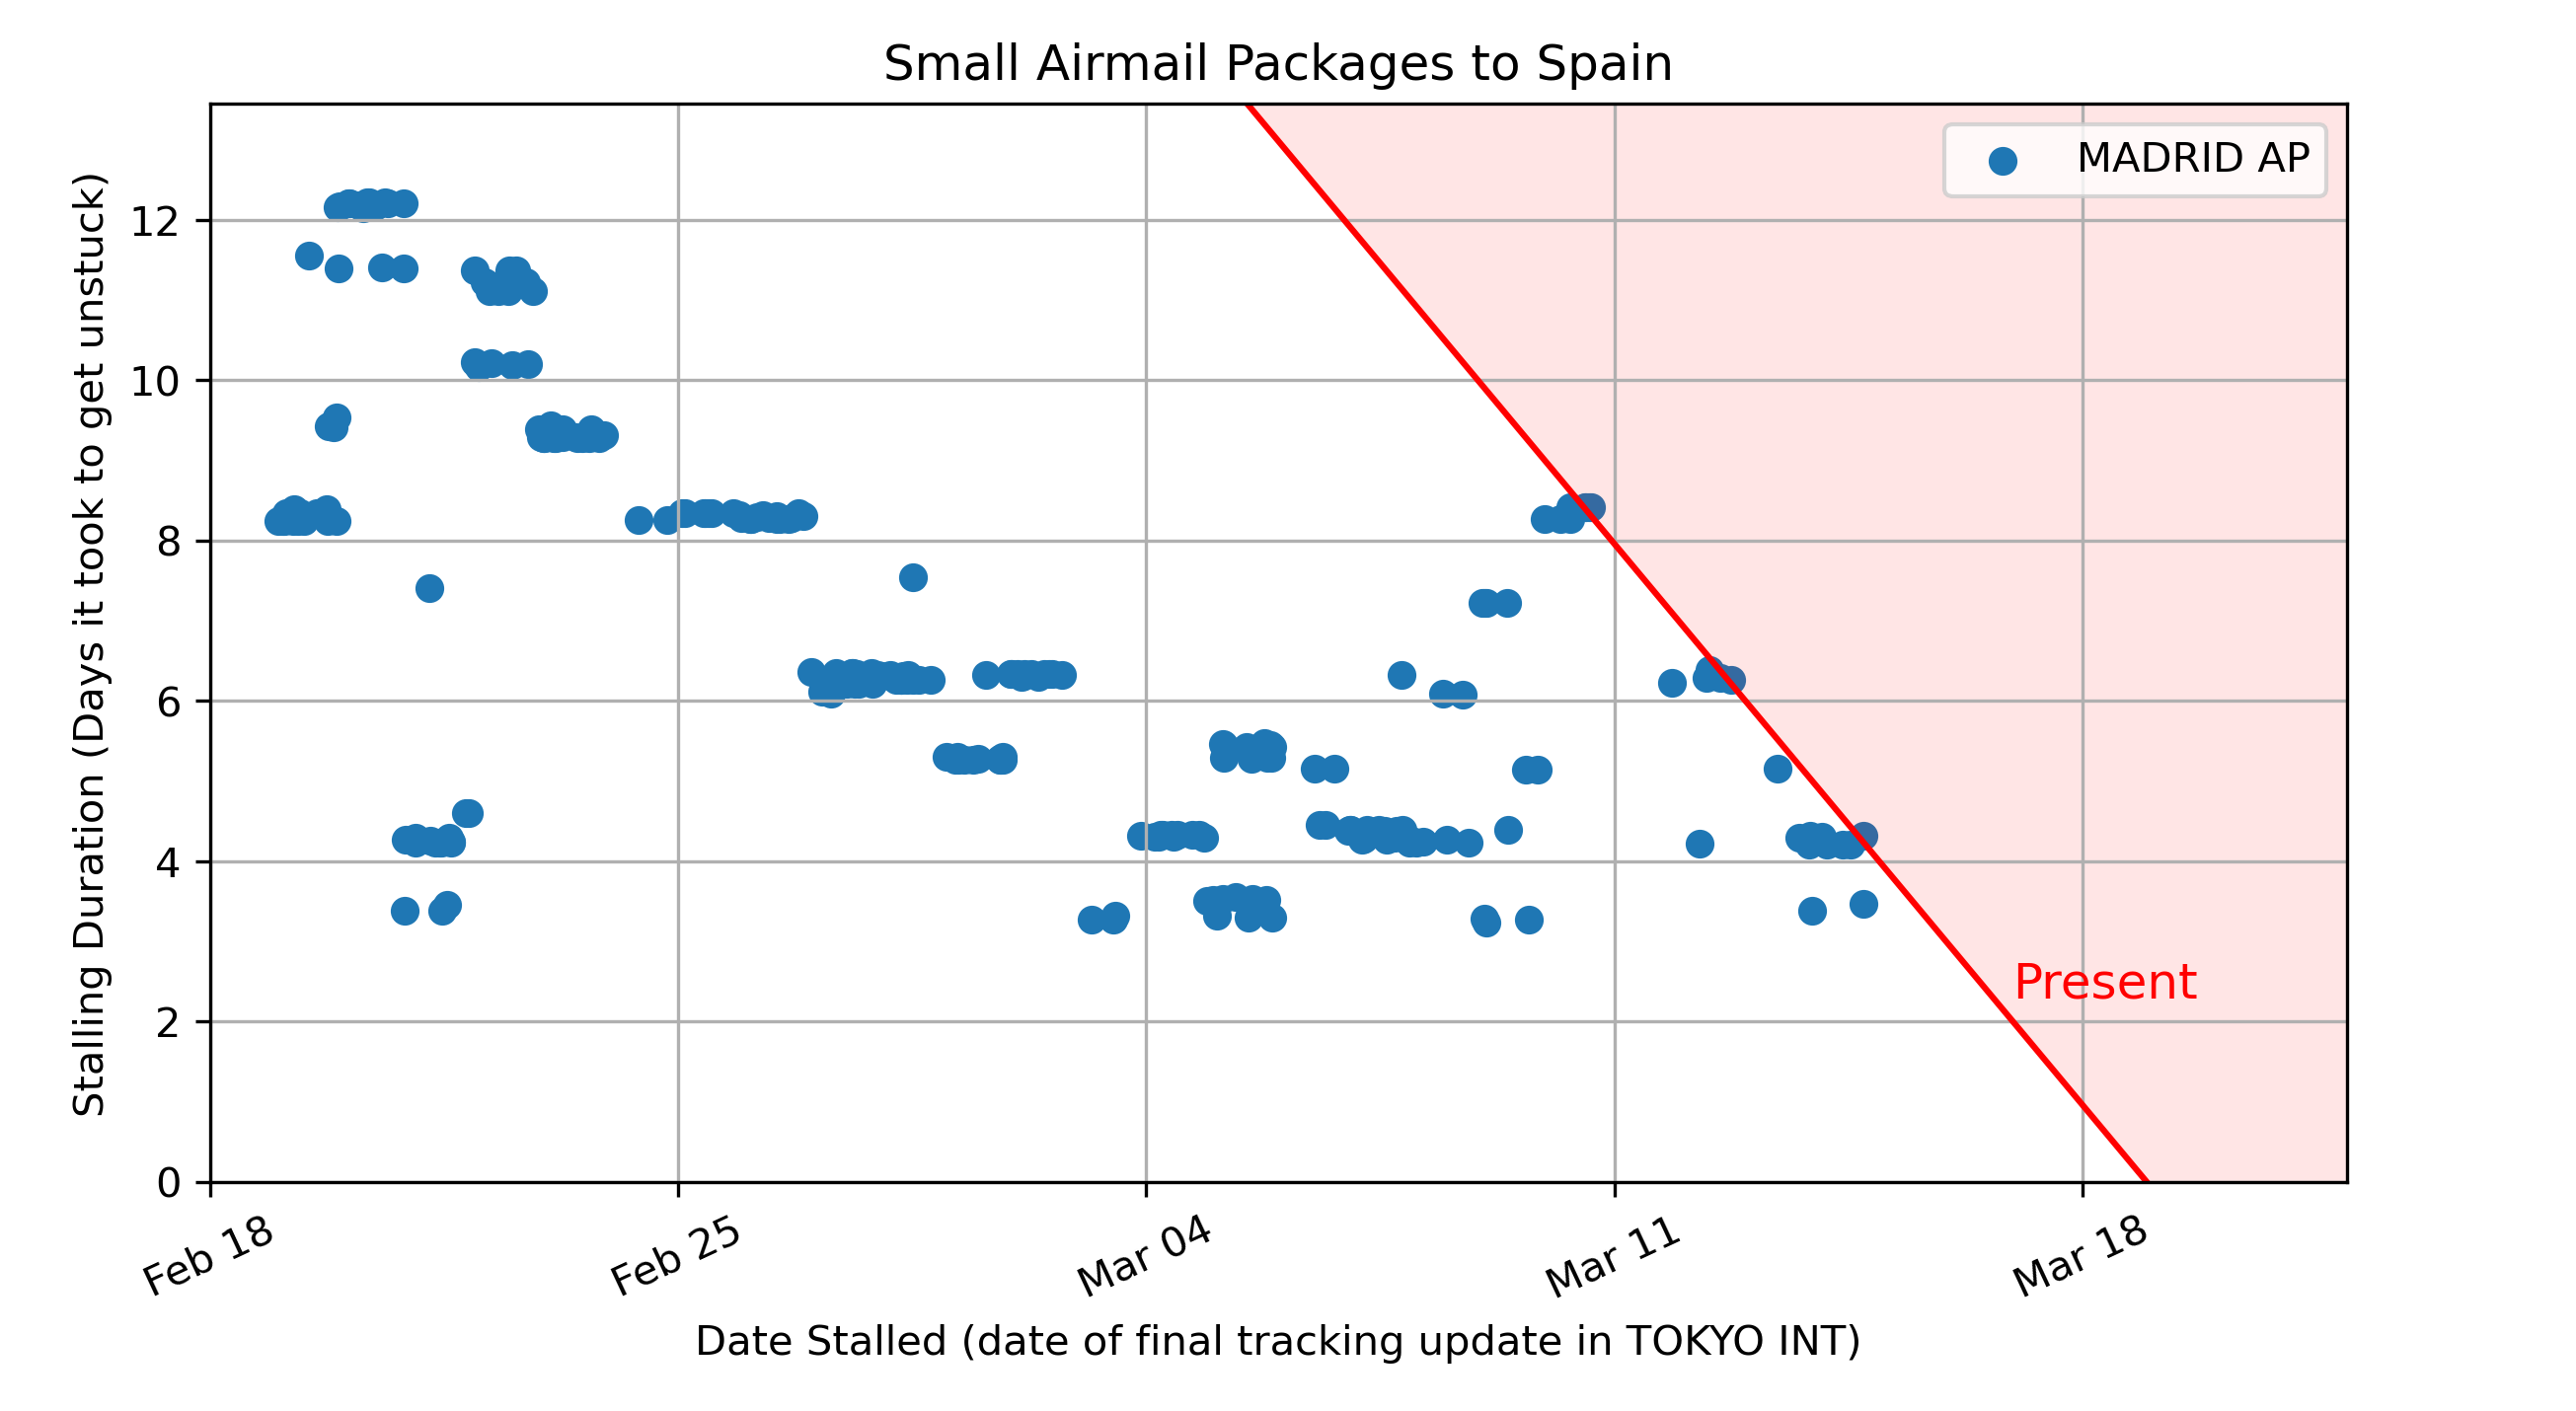 Small Airmail Packages to Spain
MADRID AP
Stalling Duration (Days it took to get unstuck)
12
10
8
6
4
2
0
Present
Feb 18
Feb 25
Mar 04
Mar 11
Mar 18
Date Stalled (date of final tracking update in TOKYO INT)